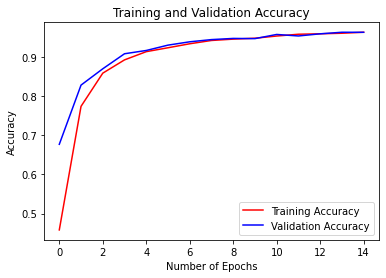 Training and Validation Accuracy
Accuracy
0.9
0.8
0.7
0.6
0.5
Training Accuracy
Validation Accuracy
0 2 4 6 8 10 12 14
Number of Epochs